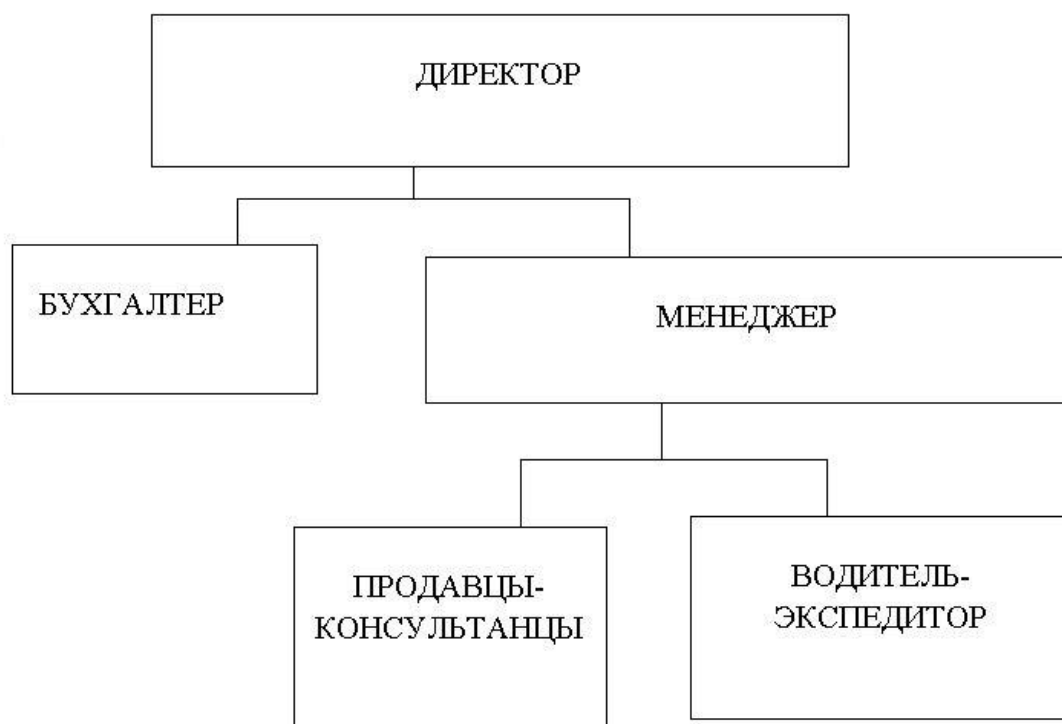 ДИРЕКТОР
БУХГАЛТЕР
МЕНЕДЖЕР
ПРОДАВЦЫ-
КОНСУЛЬТАНЦЫ
ВОДИТЕЛЬ-
ЭКСПЕДИТОР